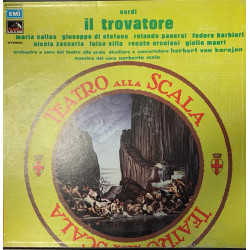 EMI
verdi
il trovatore
maria callas giuseppe di stefano rolando panerai fedora barbieri
nicola zaccaria luisa villa renato ercolani giulio mauri
orchestra e coro del teatro alla scala direttore e concertatore herbert von karajan
maestro del coro norberto mola
TEATRO ALLA SCALA
TEATRO ALLA SCALA